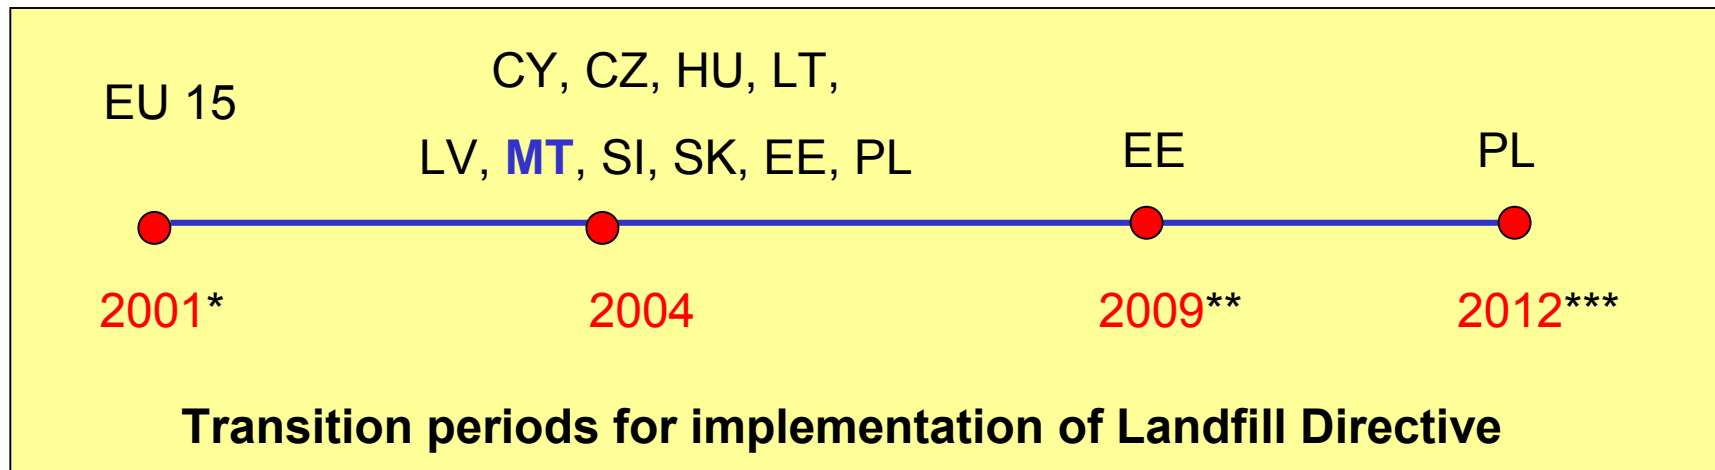 EU 15
CY, CZ, HU, LT,
LV, MT, SI, SK, EE, PL
EE
PL
2001*
2004
2009**
2012***
Transition periods for implementation of Landfill Directive